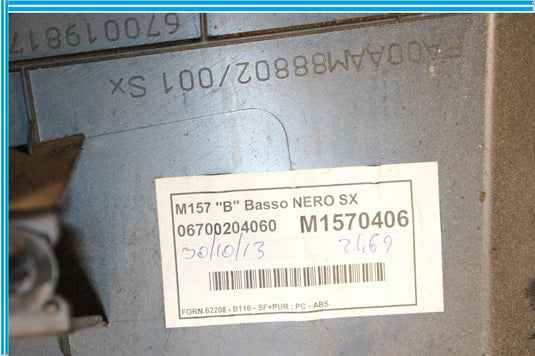 670019817
FA00AAM88802/001 Sx
M157 "B" Basso NERO SX
06700204060 M1570406
30/10/13 2469
FORN.62208 - B116 - SF+PUR ; PC - ABS